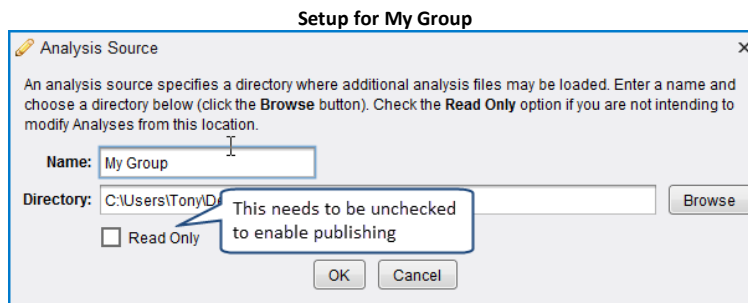 Setup for My Group
Analysis Source
An analysis source specifies a directory where additional analysis files may be loaded. Enter a name and
choose a directory below (click the Browse button). Check the Read Only option if you are not intending to
modify Analyses from this location.
Name: My Group
Directory: C:\Users\Tony\De Browse
This needs to be unchecked
to enable publishing
Read Only
OK Cancel